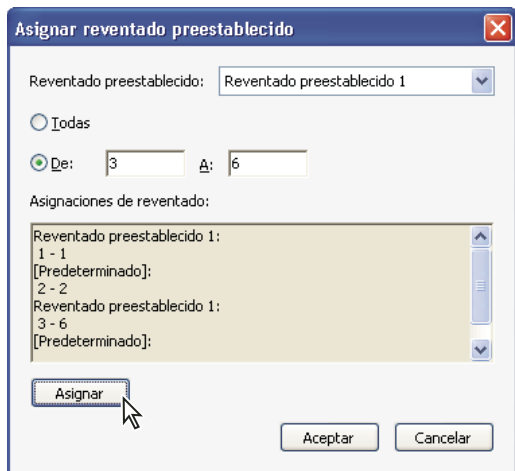 Asignar reventado preestablecido
Reventado preestablecido: Reventado preestablecido 1
Todas
De: 3 A: 6
Asignaciones de reventado:
Reventado preestablecido 1:
1 - 1
[Predeterminado]:
2 - 2
Reventado preestablecido 1:
3 - 6
[Predeterminado]:
Asignar
Aceptar Cancelar